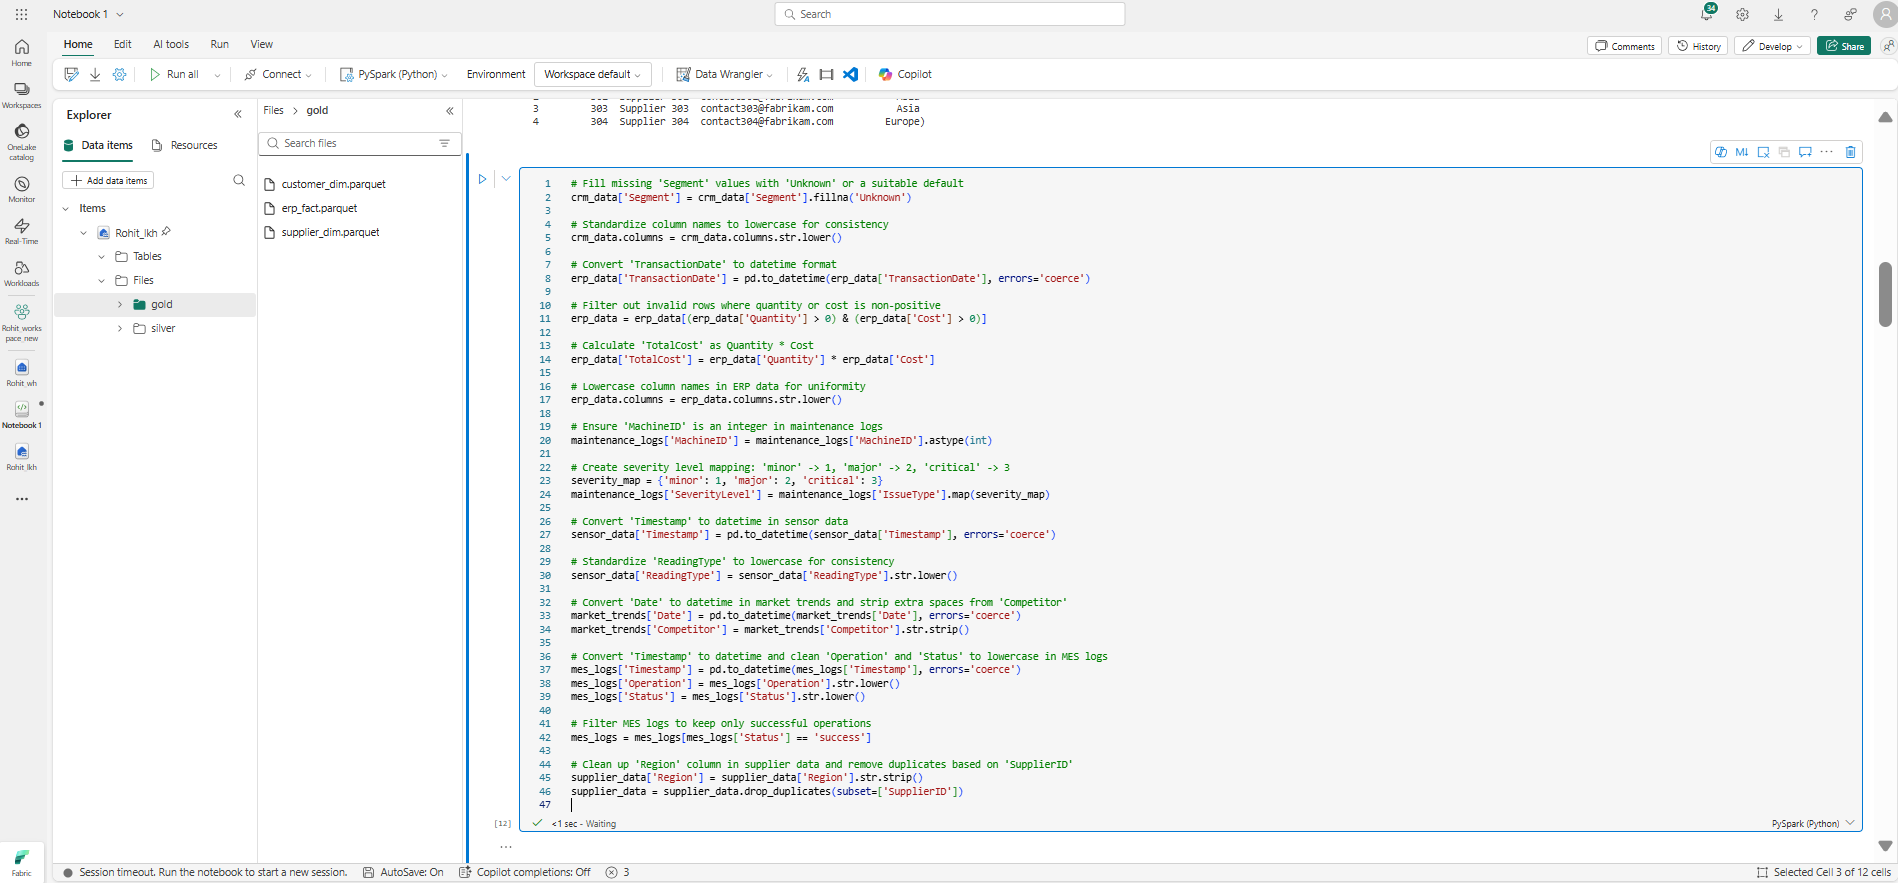 Notebook 1
Search
34
Home Edit AI tools Run View
Comments History Develop Share
Run all Connect PySpark (Python) Environment Workspace default Data Wrangler Copilot
Home
Workspaces
OneLake
catalog
Monitor
Real-Time
Workloads
Rohit_works
pace_new
Rohit_wh
Notebook 1
Rohit_lkh
Fabric
Explorer
Data items Resources
Add data items
Items
Rohit_lkh
Tables
Files
gold
silver
Files > gold
Search files
customer_dim.parquet
erp_fact.parquet
supplier_dim.parquet
3 303 Supplier 303 contact303@fabrikam.com Asia
4 304 Supplier 304 contact304@fabrikam.com Europe)
1 # Fill missing 'Segment' values with 'Unknown' or a suitable default
2 crm_data['Segment'] = crm_data['Segment'].fillna('Unknown')
3
4 # Standardize column names to lowercase for consistency
5 crm_data.columns = crm_data.columns.str.lower()
6
7 # Convert 'TransactionDate' to datetime format
8 erp_data['TransactionDate'] = pd.to_datetime(erp_data['TransactionDate'], errors='coerce')
9
10 # Filter out invalid rows where quantity or cost is non-positive
11 erp_data = erp_data[(erp_data['Quantity'] > 0) & (erp_data['Cost'] > 0)]
12
13 # Calculate 'TotalCost' as Quantity * Cost
14 erp_data['TotalCost'] = erp_data['Quantity'] * erp_data['Cost']
15
16 # Lowercase column names in ERP data for uniformity
17 erp_data.columns = erp_data.columns.str.lower()
18
19 # Ensure 'MachineID' is an integer in maintenance logs
20 maintenance_logs['MachineID'] = maintenance_logs['MachineID'].astype(int)
21
22 # Create severity level mapping: 'minor' -> 1, 'major' -> 2, 'critical' -> 3
23 severity_map = {'minor': 1, 'major': 2, 'critical': 3}
24 maintenance_logs['SeverityLevel'] = maintenance_logs['IssueType'].map(severity_map)
25
26 # Convert 'Timestamp' to datetime in sensor data
27 sensor_data['Timestamp'] = pd.to_datetime(sensor_data['Timestamp'], errors='coerce')
28
29 # Standardize 'ReadingType' to lowercase for consistency
30 sensor_data['ReadingType'] = sensor_data['ReadingType'].str.lower()
31
32 # Convert 'Date' to datetime in market trends and strip extra spaces from 'Competitor'
33 market_trends['Date'] = pd.to_datetime(market_trends['Date'], errors='coerce')
34 market_trends['Competitor'] = market_trends['Competitor'].str.strip()
35
36 # Convert 'Timestamp' to datetime and clean 'Operation' and 'Status' to lowercase in MES logs
37 mes_logs['Timestamp'] = pd.to_datetime(mes_logs['Timestamp'], errors='coerce')
38 mes_logs['Operation'] = mes_logs['Operation'].str.lower()
39 mes_logs['Status'] = mes_logs['Status'].str.lower()
40
41 # Filter MES logs to keep only successful operations
42 mes_logs = mes_logs[mes_logs['Status'] == 'success']
43
44 # Clean up 'Region' column in supplier data and remove duplicates based on 'SupplierID'
45 supplier_data['Region'] = supplier_data['Region'].str.strip()
46 supplier_data = supplier_data.drop_duplicates(subset=['SupplierID'])
47
[12] <1 sec - Waiting PySpark (Python)
Session timeout. Run the notebook to start a new session. AutoSave: On Copilot completions: Off 3 Selected Cell 3 of 12 cells